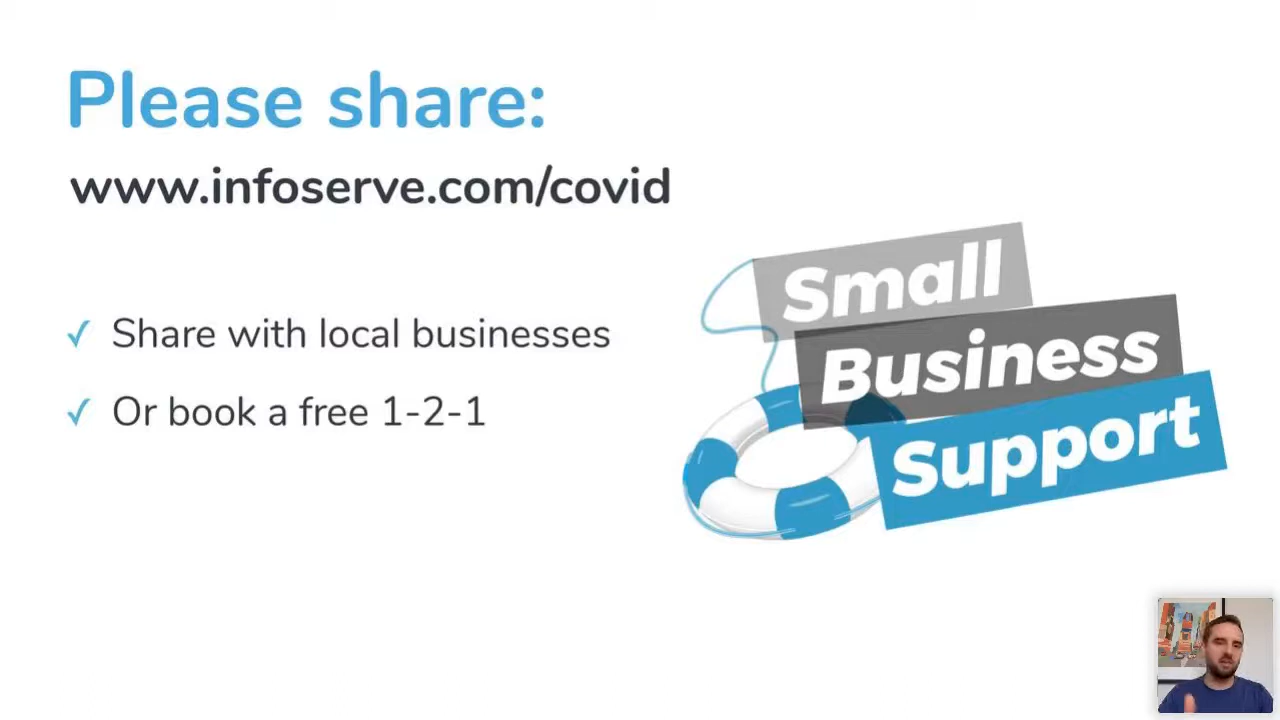 Please share:
www.infoserve.com/covid
✓ Share with local businesses
✓ Or book a free 1-2-1
Small
Business
Support